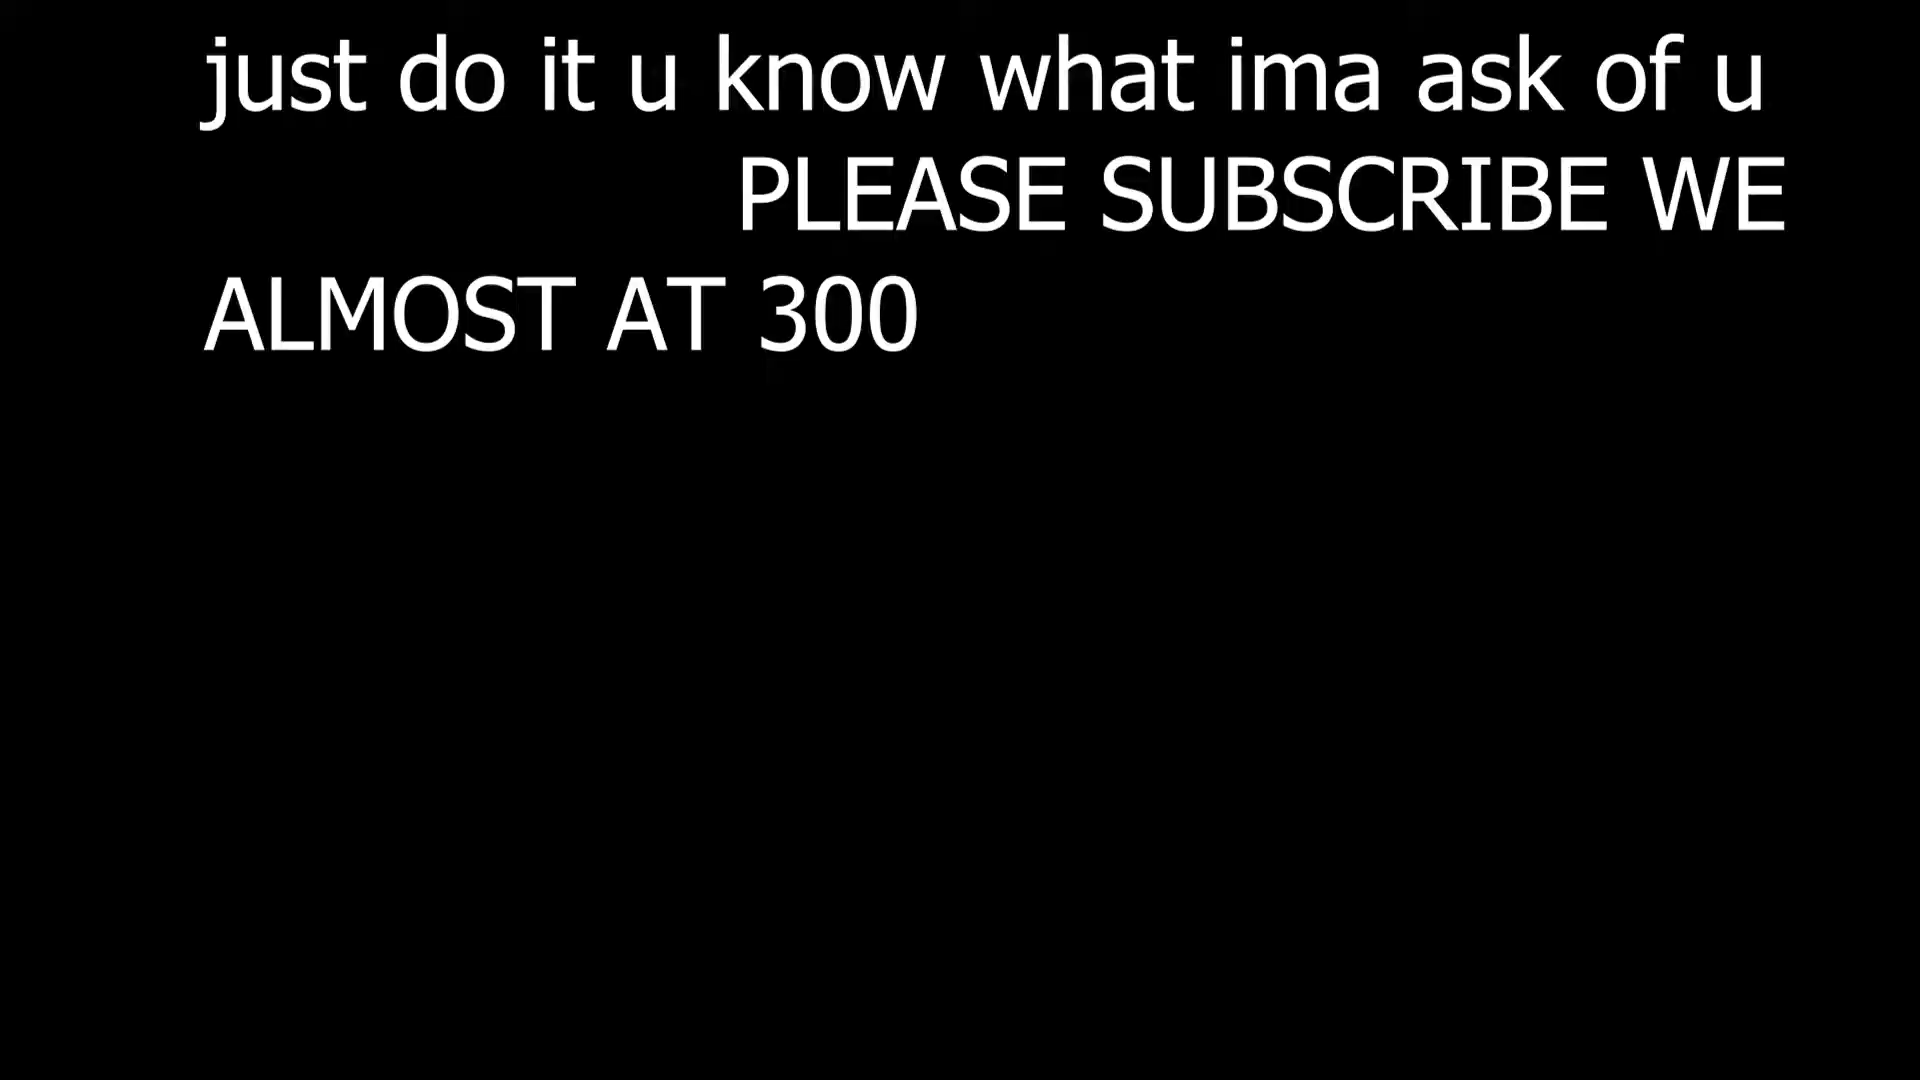 just do it u know what ima ask of u
PLEASE SUBSCRIBE WE
ALMOST AT 300